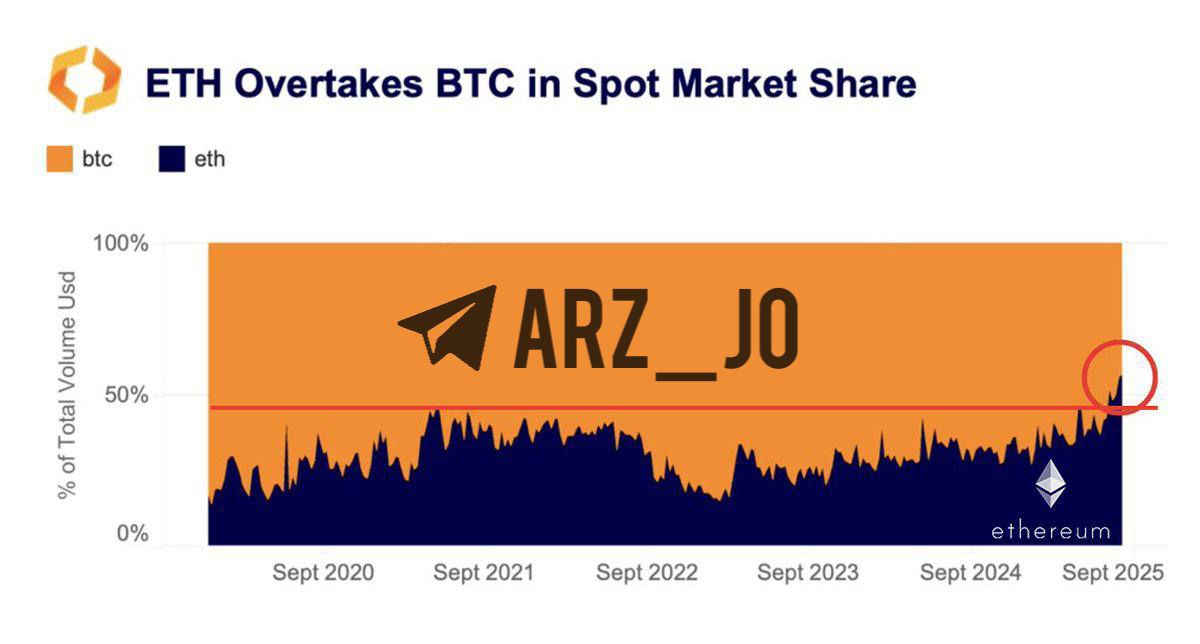 ETH Overtakes BTC in Spot Market Share
btc eth
% of Total Volume Usd
100%
50%
0%
ARZ__JO
ethereum
Sept 2020 Sept 2021 Sept 2022 Sept 2023 Sept 2024 Sept 2025